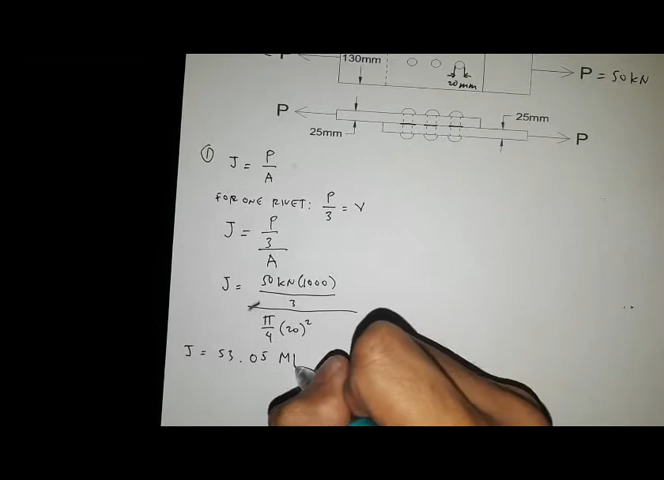 P
130mm
20mm
P = 50kN
P
25mm
25mm
P
① J = P
A
FOR ONE RIVET: P
3 = V
J = P
3
A
J = 50kN(1000)
3
π
4 (20)²
J = 53.05 M